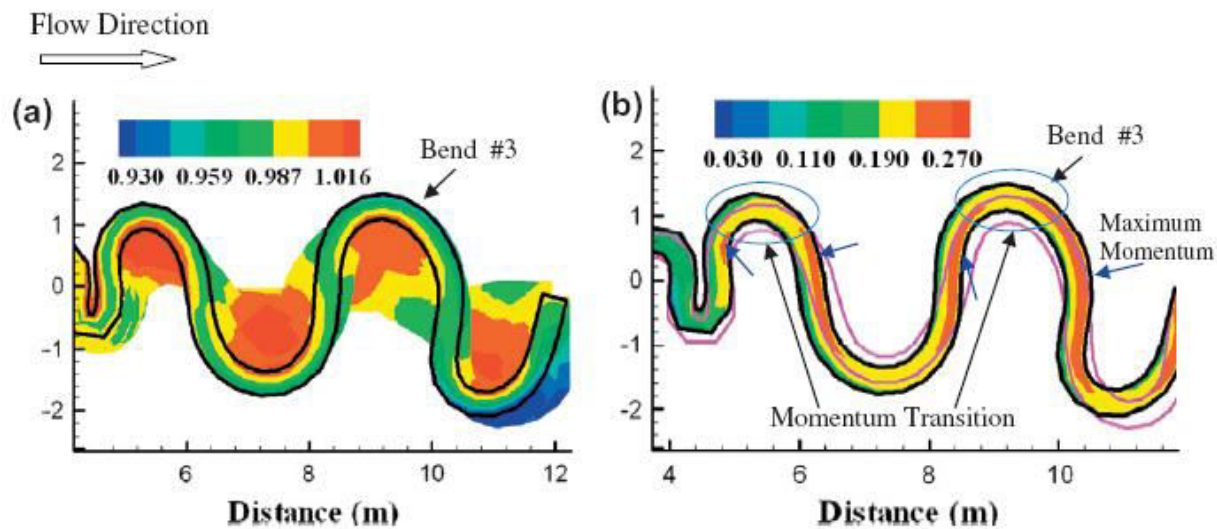 Flow Direction
(a)
0.930 0.959 0.987 1.016
Bend #3
2
1
0
-1
-2
6 8 10 12
Distance (m)
(b)
0.030 0.110 0.190 0.270
Bend #3
Maximum
Momentum
2
1
0
-1
-2
Momentum Transition
4 6 8 10
Distance (m)